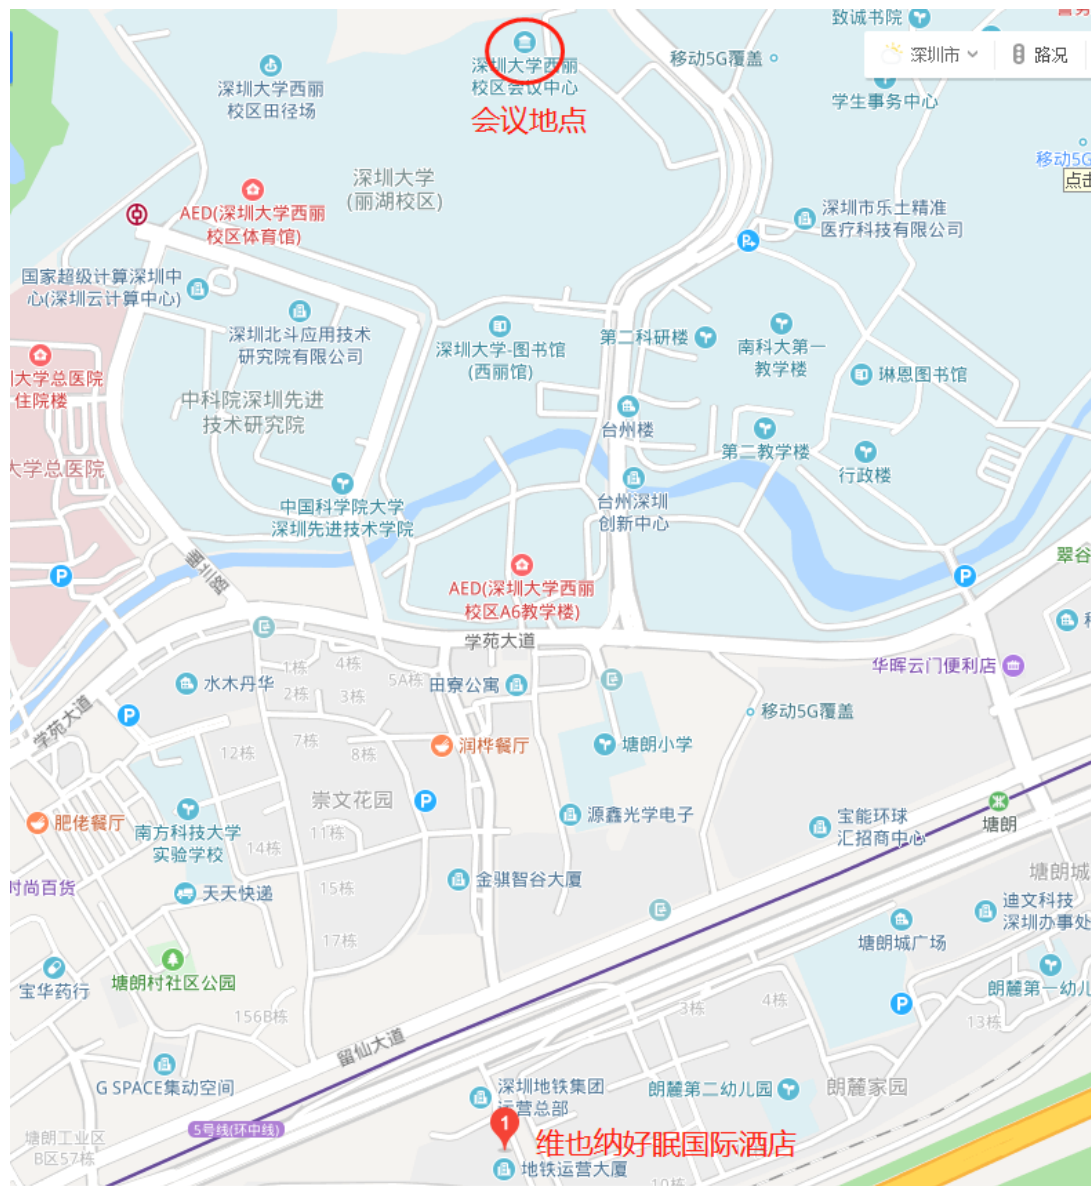 致诚书院
深圳大学西丽
校区会议中心
会议地点
移动5G覆盖
深圳市
路况
深圳大学西丽
校区田径场
学生事务中心
移动5G
点击
深圳大学
(丽湖校区)
AED(深圳大学西丽
校区体育馆)
深圳市乐土精准
医疗科技有限公司
国家超级计算深圳中
心(深圳云计算中心)
深圳北斗应用技术
研究院有限公司
深圳大学-图书馆
(西丽馆)
第二科研楼
南科大第一
教学楼
琳恩图书馆
大学总医院
住院楼
中科院深圳先进
技术研究院
台州楼
第二教学楼
行政楼
大学总医院
中国科学院大学
深圳先进技术学院
台州深圳
创新中心
翠谷
AED(深圳大学西丽
校区A6教学楼)
学苑大道
1栋
4栋
5A栋
2栋
3栋
水木丹华
田寮公寓
华晖云门便利店
移动5G覆盖
学苑大道
12栋
7栋
8栋
润桦餐厅
塘朗小学
崇文花园
源鑫光学电子
宝能环球
汇招商中心
塘朗
肥佬餐厅
南方科技大学
实验学校
11栋
14栋
时尚百货
天天快递
15栋
金骐智谷大厦
塘朗城
迪文科技
深圳办事处
17栋
塘朗城广场
宝华药行
塘朗村社区公园
朗麓第一幼儿
156B栋
3栋
4栋
13栋
留仙大道
G SPACE集动空间
深圳地铁集团
运营总部
朗麓第二幼儿园
朗麓家园
5号线(环中线)
1
维也纳好眠国际酒店
塘朗工业区
B区57栋
地铁运营大厦
10栋